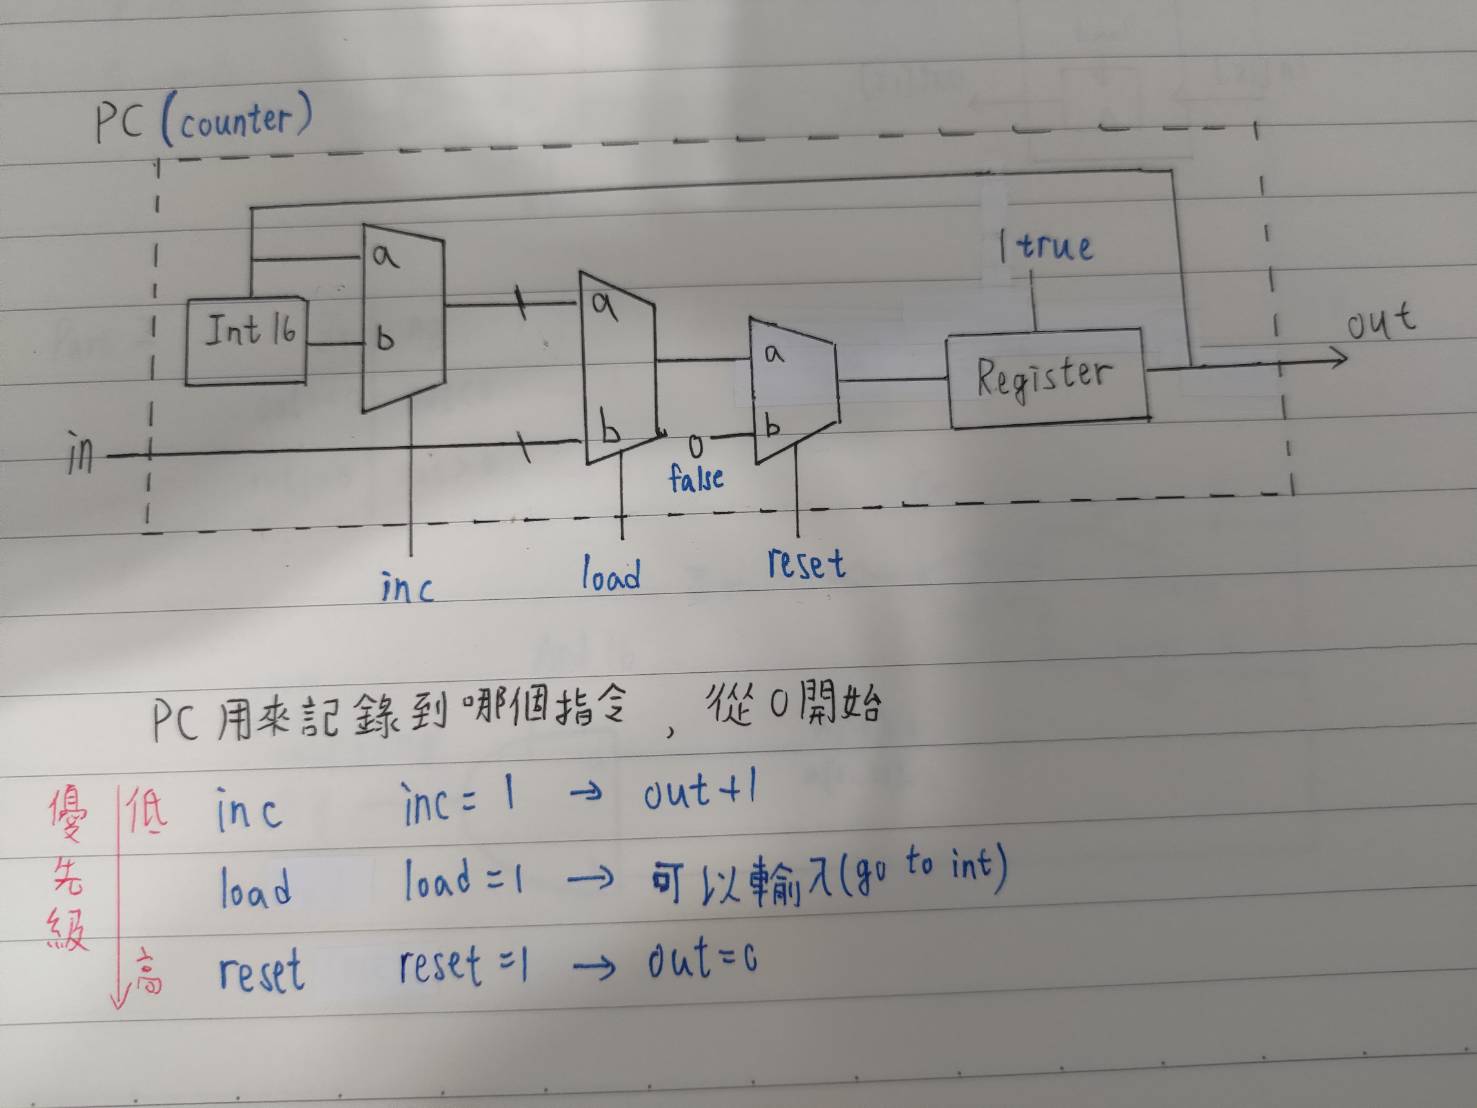 PC (counter)
1 true
a
Int 16
b
a
b
a
b
0
false
Register
out
in
inc
load
reset
PC 用來記錄到哪個指令，從0開始
優先級
低 inc inc = 1 → out+1
load load = 1 → 可以輸入(go to int)
高 reset reset = 1 → out = 0